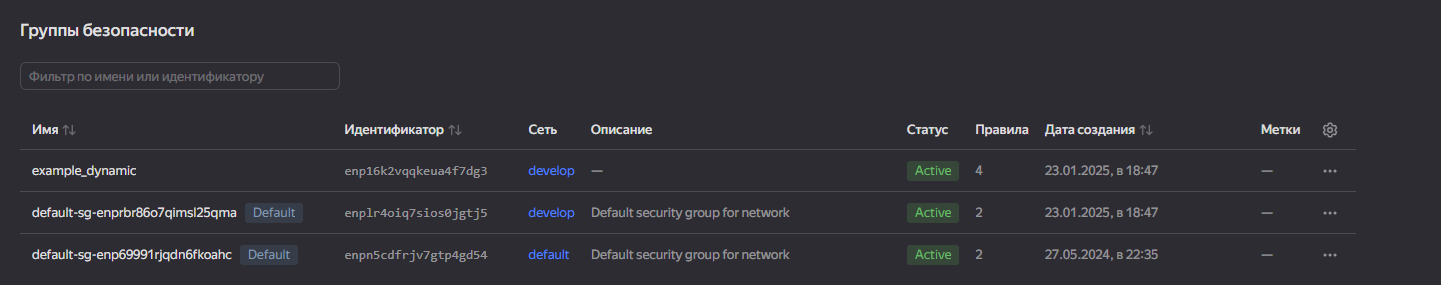 Группы безопасности
Фильтр по имени или идентификатору
Имя Идентификатор Сеть Описание Статус Правила Дата создания Метки
example_dynamic enp16k2vqqkeua4f7dg3 develop — Active 4 23.01.2025, в 18:47 —
default-sg-enprbr86o7qimsl25qma Default enplr4oiq7sios0jgtj5 develop Default security group for network Active 2 23.01.2025, в 18:47 —
default-sg-enp69991rjqdn6fkoahc Default enpn5cdfrjv7gtp4gd54 default Default security group for network Active 2 27.05.2024, в 22:35 —